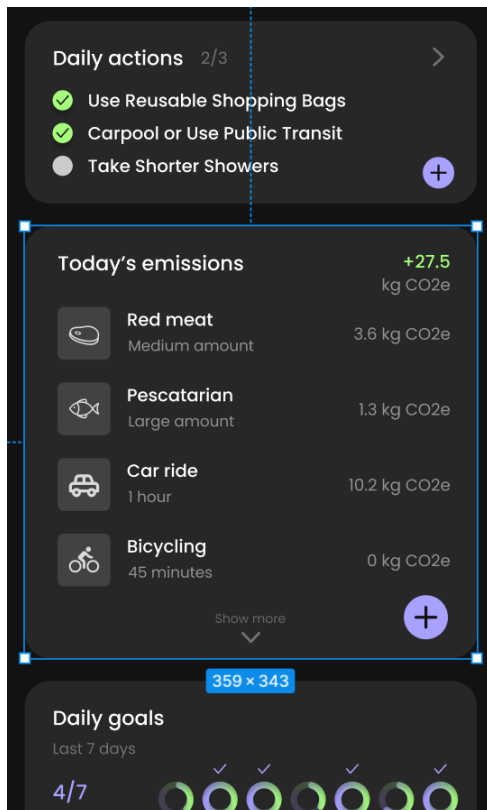 Daily actions 2/3
Use Reusable Shopping Bags
Carpool or Use Public Transit
Take Shorter Showers
Today’s emissions +27.5
kg CO2e
Red meat
Medium amount
3.6 kg CO2e
Pescatarian
Large amount
1.3 kg CO2e
Car ride
1 hour
10.2 kg CO2e
Bicycling
45 minutes
0 kg CO2e
Show more
359 × 343
Daily goals
Last 7 days
4/7